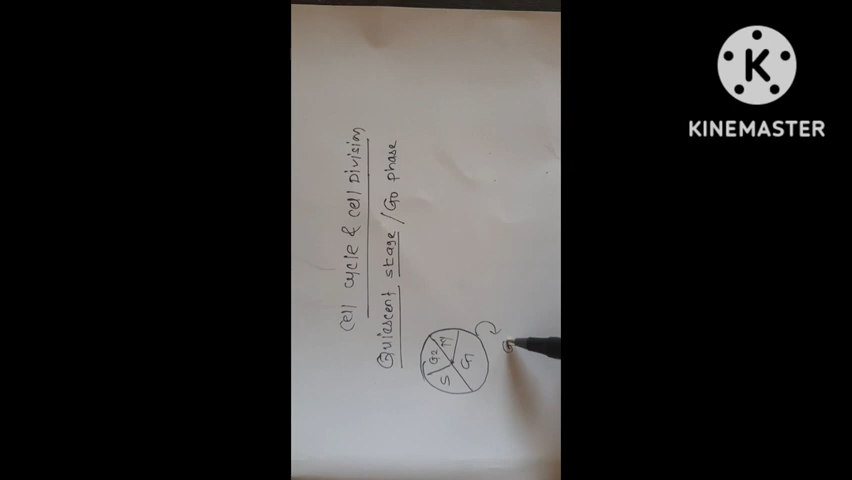 Cell cycle & cell Division
Quiescent stage / G0 phase
G2
M
S
G1
G
K
KINEMASTER